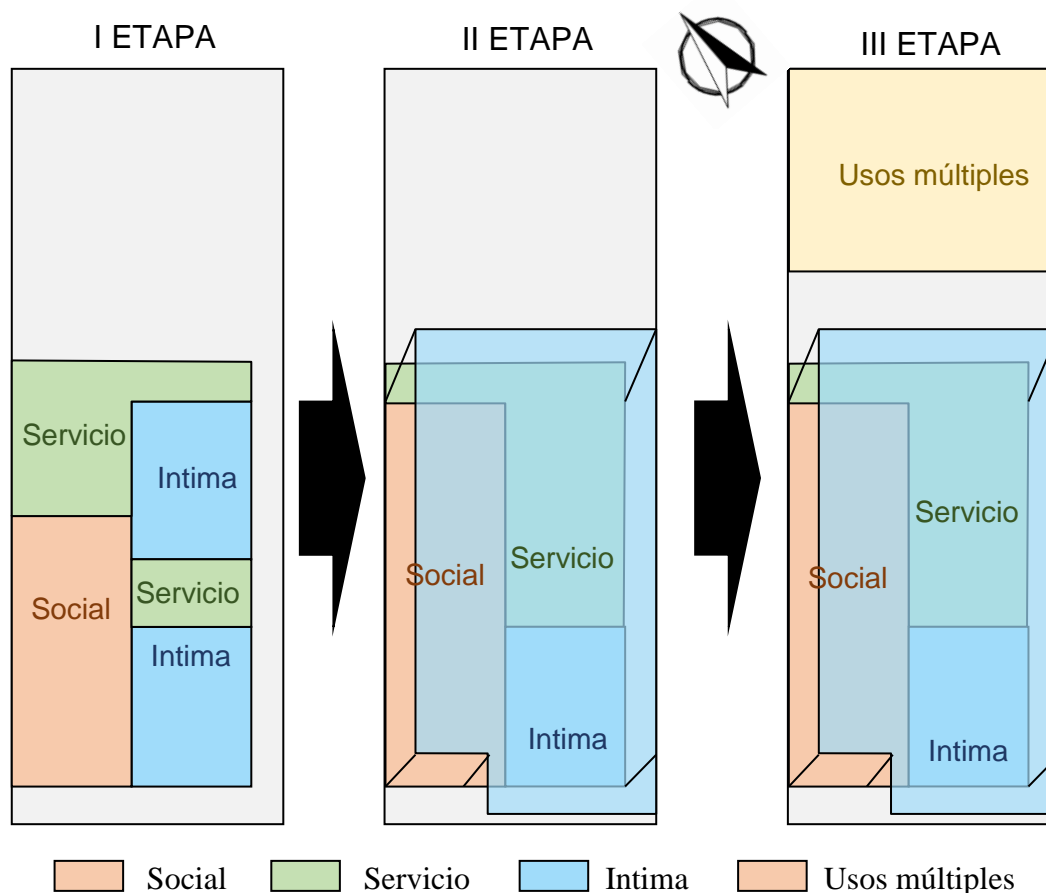 I ETAPA
II ETAPA
III ETAPA
Servicio
Intima
Servicio
Social
Intima
Social
Servicio
Intima
Usos múltiples
Servicio
Social
Intima
Social
Servicio
Intima
Usos múltiples